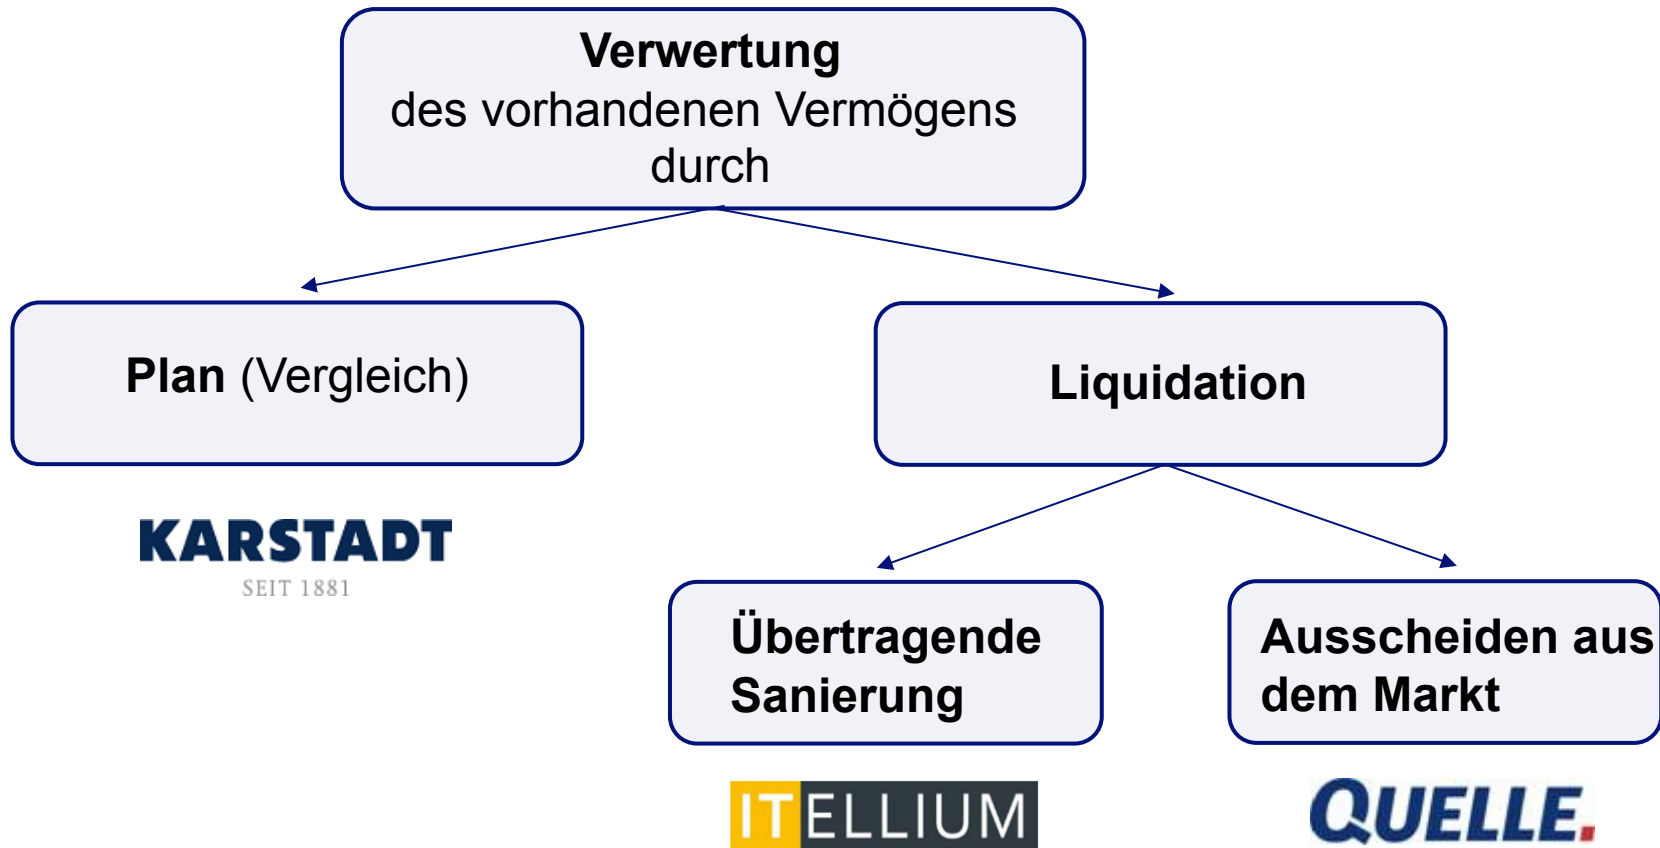 Verwertung
des vorhandenen Vermögens
durch
Plan (Vergleich)
Liquidation
KARSTADT
SEIT 1881
Übertragende
Sanierung
Ausscheiden aus
dem Markt
ITELLIUM
QUELLE.